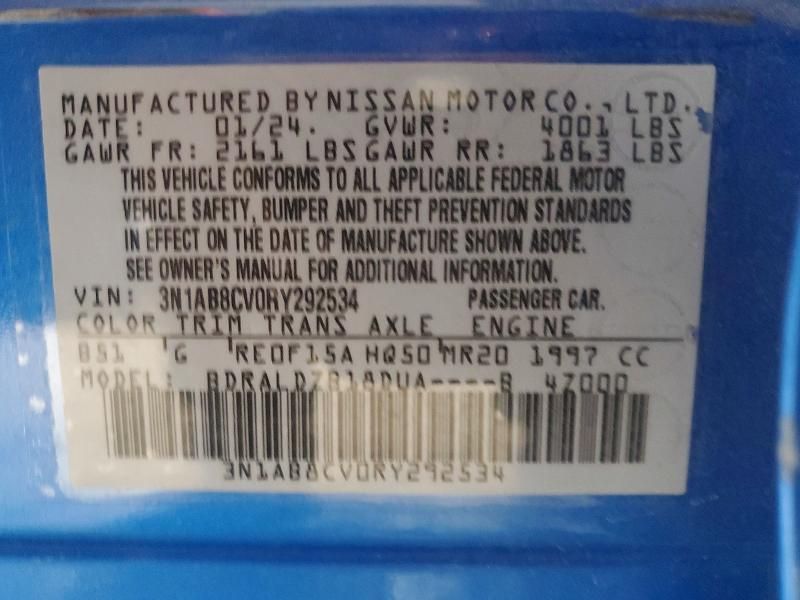 MANUFACTURED BY NISSAN MOTOR CO., LTD.
DATE: 01/24. GVWR: 4001 LBS
GAWR FR: 2161 LBS GAWR RR: 1863 LBS
THIS VEHICLE CONFORMS TO ALL APPLICABLE FEDERAL MOTOR
VEHICLE SAFETY, BUMPER AND THEFT PREVENTION STANDARDS
IN EFFECT ON THE DATE OF MANUFACTURE SHOWN ABOVE.
SEE OWNER'S MANUAL FOR ADDITIONAL INFORMATION.
VIN: 3N1AB8CV0RY292534 PASSENGER CAR.
COLOR TRIM TRANS AXLE ENGINE
B51 G RE0F15A HQ50 MR20 1997 CC
MODEL: BDRALDZB18DUA----B 4Z000
3N1AB8CV0RY292534